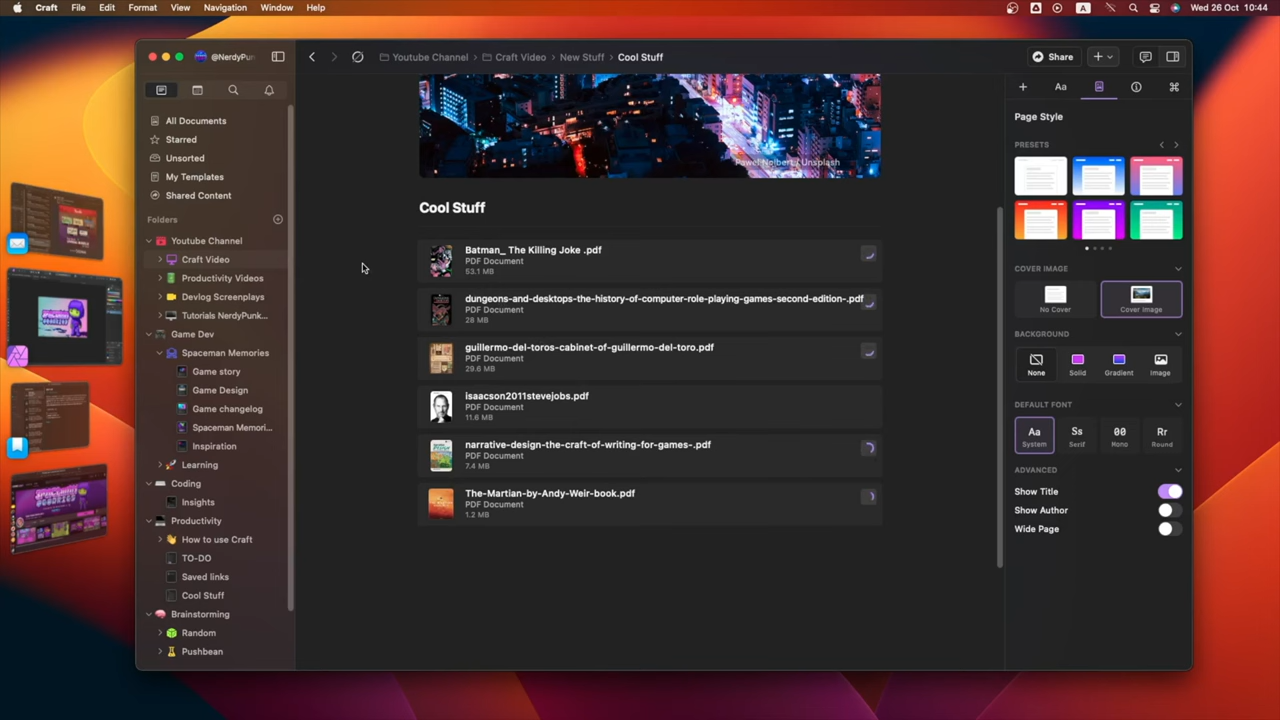 Craft File Edit Format View Navigation Window Help
A
Wed 26 Oct 10:44
@NerdyPun
Youtube Channel > Craft Video > New Stuff > Cool Stuff
Share
Aa
All Documents
Starred
Unsorted
My Templates
Shared Content
Folders
Youtube Channel
Craft Video
Productivity Videos
Devlog Screenplays
Tutorials NerdyPunk...
Game Dev
Spaceman Memories
Game story
Game Design
Game changelog
Spaceman Memori...
Inspiration
Learning
Coding
Insights
Productivity
How to use Craft
TO-DO
Saved links
Cool Stuff
Brainstorming
Random
Pushbean
Pawel Nolbert / Unsplash
Cool Stuff
Batman_ The Killing Joke .pdf
PDF Document
53.1 MB
dungeons-and-desktops-the-history-of-computer-role-playing-games-second-edition-.pdf
PDF Document
28 MB
guillermo-del-toros-cabinet-of-guillermo-del-toro.pdf
PDF Document
29.6 MB
isaacson2011stevejobs.pdf
PDF Document
11.6 MB
narrative-design-the-craft-of-writing-for-games-.pdf
PDF Document
7.4 MB
The-Martian-by-Andy-Weir-book.pdf
PDF Document
1.2 MB
Page Style
PRESETS
COVER IMAGE
No Cover
Cover Image
BACKGROUND
None
Solid
Gradient
Image
DEFAULT FONT
Aa
System
Ss
Serif
00
Mono
Rr
Round
ADVANCED
Show Title
Show Author
Wide Page